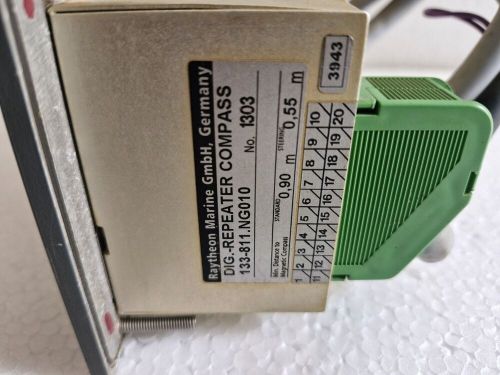 Raytheon Marine GmbH, Germany
DIG.-REPEATER COMPASS
133-811.NG010 No. 1303
Min. Distance to
Magnetic Compass
STANDARD 0,90 m STEERING 0,55 m
1 2 3 4 5 6 7 8 9 10
11 12 13 14 15 16 17 18 19 20
3943